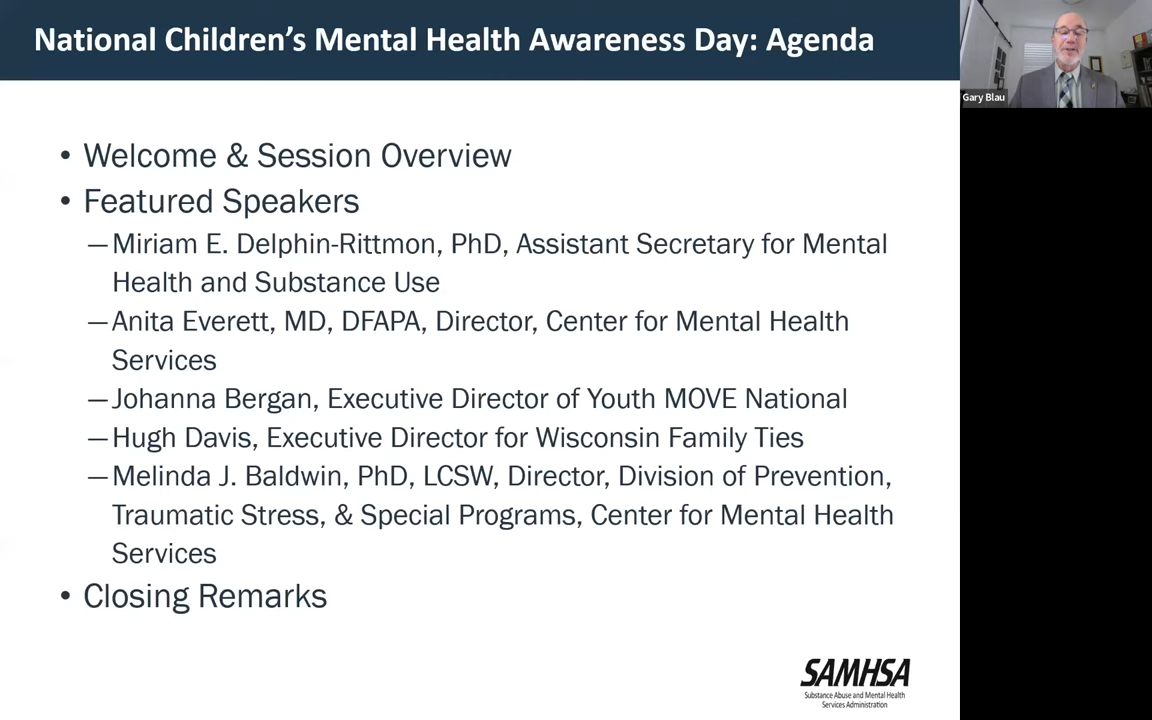 National Children's Mental Health Awareness Day: Agenda
Gary Blau
• Welcome & Session Overview
• Featured Speakers
—Miriam E. Delphin-Rittmon, PhD, Assistant Secretary for Mental
Health and Substance Use
—Anita Everett, MD, DFAPA, Director, Center for Mental Health
Services
—Johanna Bergan, Executive Director of Youth MOVE National
—Hugh Davis, Executive Director for Wisconsin Family Ties
—Melinda J. Baldwin, PhD, LCSW, Director, Division of Prevention,
Traumatic Stress, & Special Programs, Center for Mental Health
Services
• Closing Remarks
SAMHSA
Substance Abuse and Mental Health
Services Administration